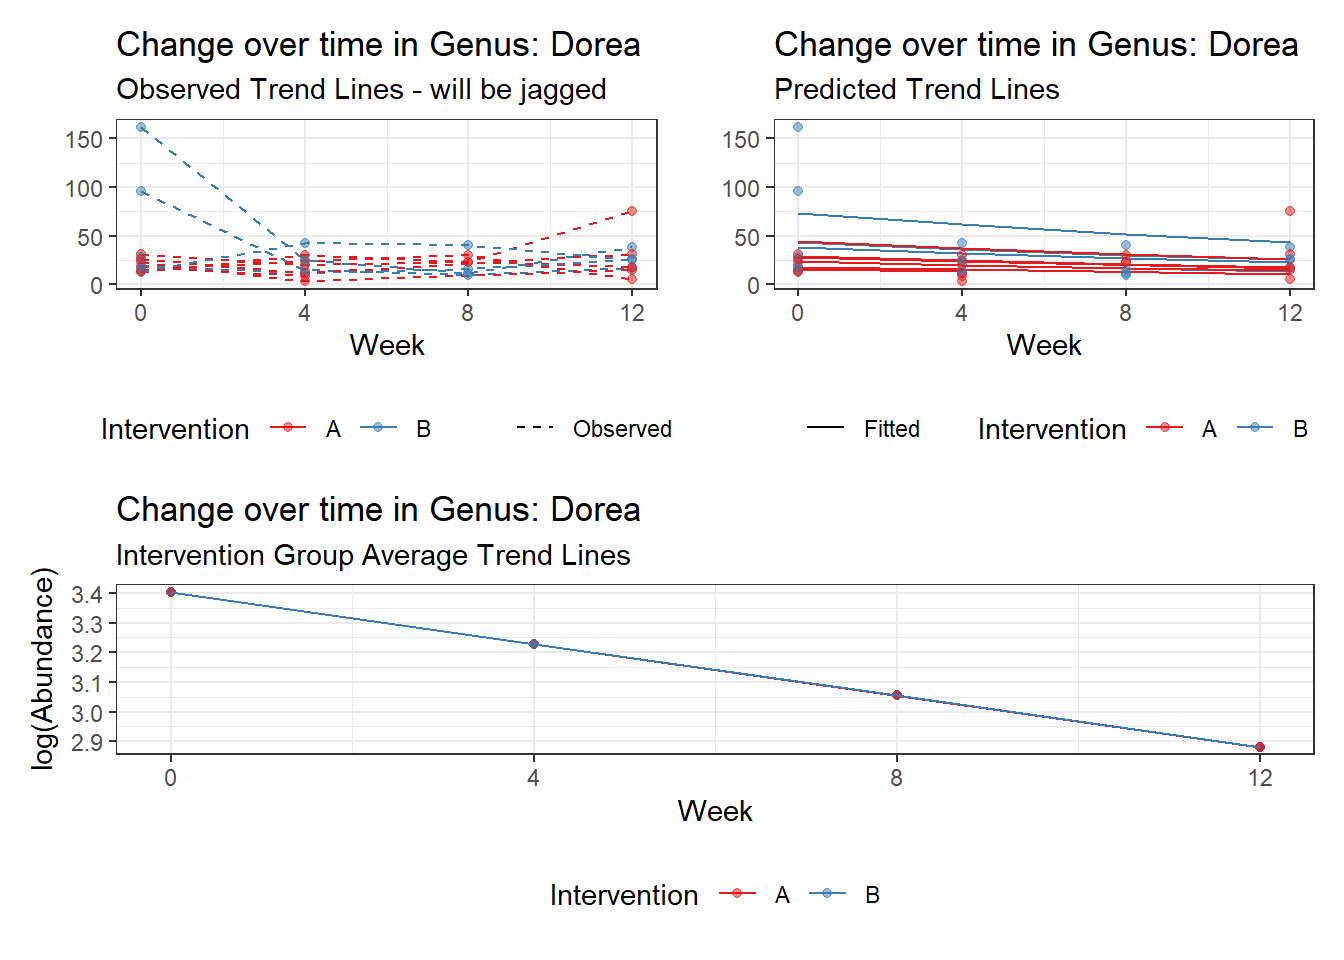 Change over time in Genus: Dorea
Observed Trend Lines - will be jagged
150
100
50
0
0 4 8 12
Week
Intervention A B Observed
Change over time in Genus: Dorea
Predicted Trend Lines
150
100
50
0
0 4 8 12
Week
Fitted Intervention A B
Change over time in Genus: Dorea
Intervention Group Average Trend Lines
log(Abundance)
3.4
3.3
3.2
3.1
3.0
2.9
0 4 8 12
Week
Intervention A B